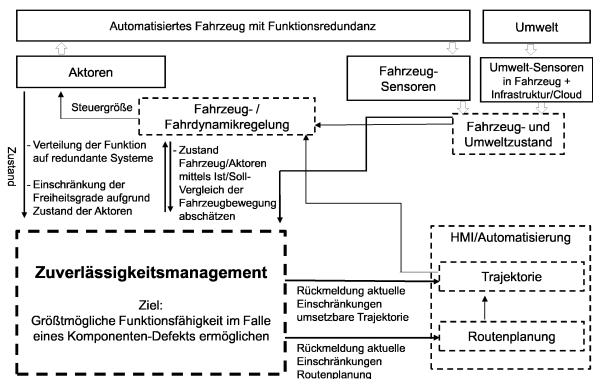 Automatisiertes Fahrzeug mit Funktionsredundanz
Umwelt
Aktoren
Fahrzeug-
Sensoren
Umwelt-Sensoren
in Fahrzeug +
Infrastruktur/Cloud
Steuergröße
Fahrzeug- /
Fahrdynamikregelung
Fahrzeug- und
Umweltzustand
Zustand
- Verteilung der Funktion
auf redundante Systeme
- Einschränkung der
Freiheitsgrade aufgrund
Zustand der Aktoren
- Zustand
Fahrzeug/Aktoren
mittels Ist/Soll-
Vergleich der
Fahrzeugbewegung
abschätzen
Zuverlässigkeitsmanagement
Ziel:
Größtmögliche Funktionsfähigkeit im Falle
eines Komponenten-Defekts ermöglichen
HMI/Automatisierung
Trajektorie
Rückmeldung aktuelle
Einschränkungen
umsetzbare Trajektorie
Routenplanung
Rückmeldung aktuelle
Einschränkungen
Routenplanung